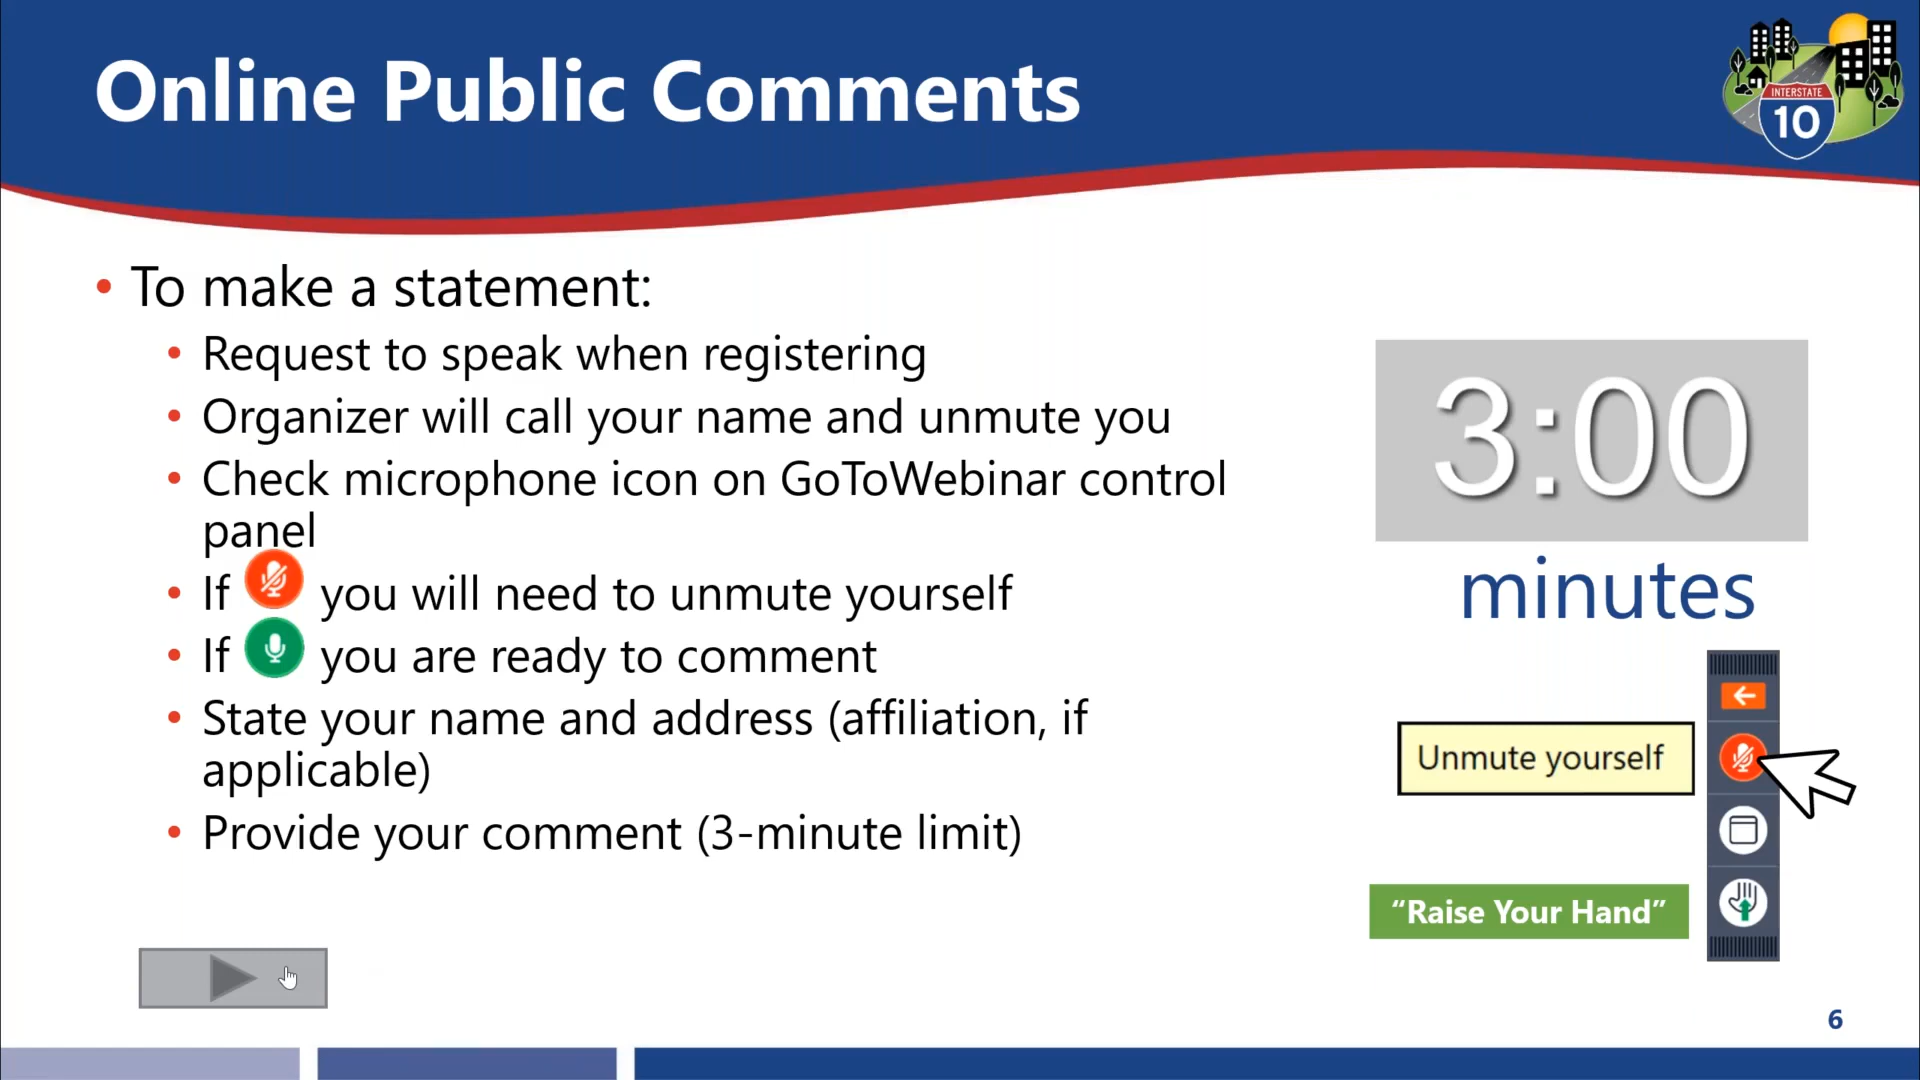 Online Public Comments
INTERSTATE
10
• To make a statement:
• Request to speak when registering
• Organizer will call your name and unmute you
• Check microphone icon on GoToWebinar control
panel
• If you will need to unmute yourself
• If you are ready to comment
• State your name and address (affiliation, if
applicable)
• Provide your comment (3-minute limit)
3:00
minutes
Unmute yourself
“Raise Your Hand”
6